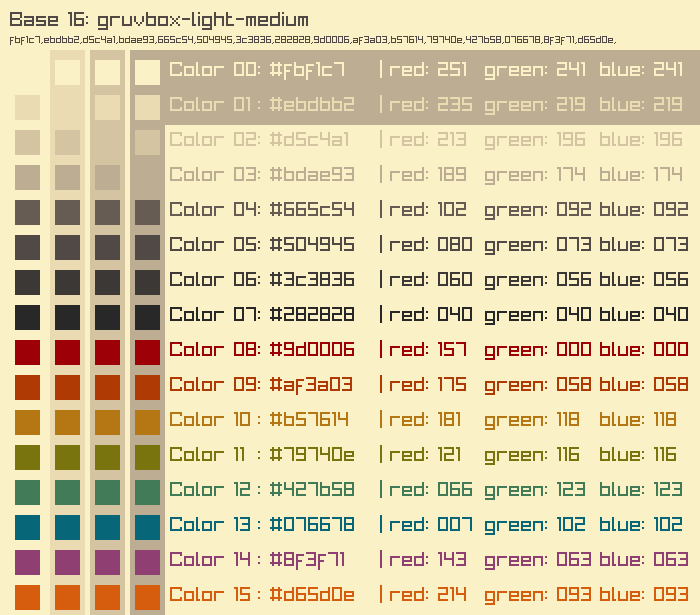 Base 16: gruvbox-light-medium
fbf1c7,ebdbb2,d5c4a1,bdae93,665c54,504945,3c3836,282828,9d0006,af3a03,b57614,79740e,427b58,076678,8f3f71,d65d0e,
Color 00: #fbf1c7 | red: 251 green: 241 blue: 241
Color 01: #ebdbb2 | red: 235 green: 219 blue: 219
Color 02: #d5c4a1 | red: 213 green: 196 blue: 196
Color 03: #bdae93 | red: 189 green: 174 blue: 174
Color 04: #665c54 | red: 102 green: 092 blue: 092
Color 05: #504945 | red: 080 green: 073 blue: 073
Color 06: #3c3836 | red: 060 green: 056 blue: 056
Color 07: #282828 | red: 040 green: 040 blue: 040
Color 08: #9d0006 | red: 157 green: 000 blue: 000
Color 09: #af3a03 | red: 175 green: 058 blue: 058
Color 10 : #b57614 | red: 181 green: 118 blue: 118
Color 11 : #79740e | red: 121 green: 116 blue: 116
Color 12 : #427b58 | red: 066 green: 123 blue: 123
Color 13 : #076678 | red: 007 green: 102 blue: 102
Color 14 : #8f3f71 | red: 143 green: 063 blue: 063
Color 15 : #d65d0e | red: 214 green: 093 blue: 093